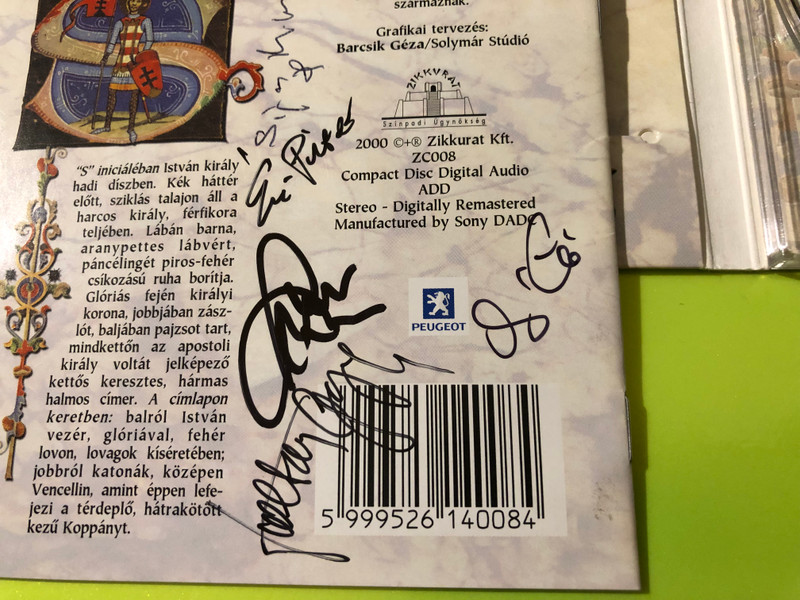 származnak.
Grafikai tervezés:
Barcsik Géza/Solymár Stúdió
ZIKKURAT
Színpadi Ügynökség
2000 ©+® Zikkurat Kft.
ZC008
Compact Disc Digital Audio
ADD
Stereo - Digitally Remastered
Manufactured by Sony DADC
PEUGEOT
5 999526 140084
"S" iniciáléban István király
hadi díszben. Kék háttér
előtt, sziklás talajon áll a
harcos király, férfikora
teljében. Lábán barna,
aranypettes lábvért,
páncélingét piros-fehér
csíkozású ruha borítja.
Glóriás fején királyi
korona, jobbjában zász-
lót, baljában pajzsot tart,
mindkettőn az apostoli
király voltát jelképező
kettős keresztes, hármas
halmos címer. A címlapon
keretben: balról István
vezér, glóriával, fehér
lovon, lovagok kíséretében;
jobbról katonák, középen
Vencellin, amint éppen lefe-
jezi a térdeplő, hátrakötött
kezű Koppányt.